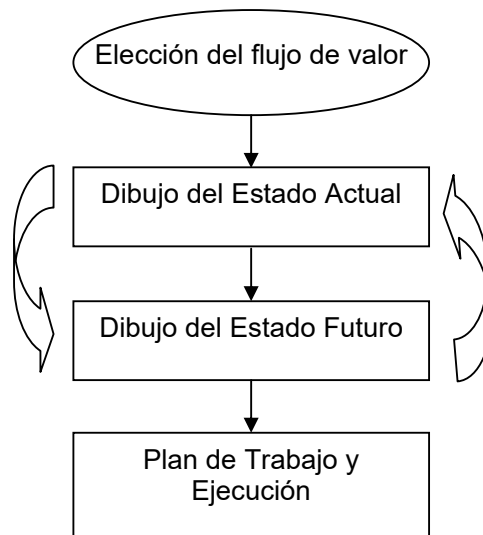 Elección del flujo de valor
Dibujo del Estado Actual
Dibujo del Estado Futuro
Plan de Trabajo y
Ejecución